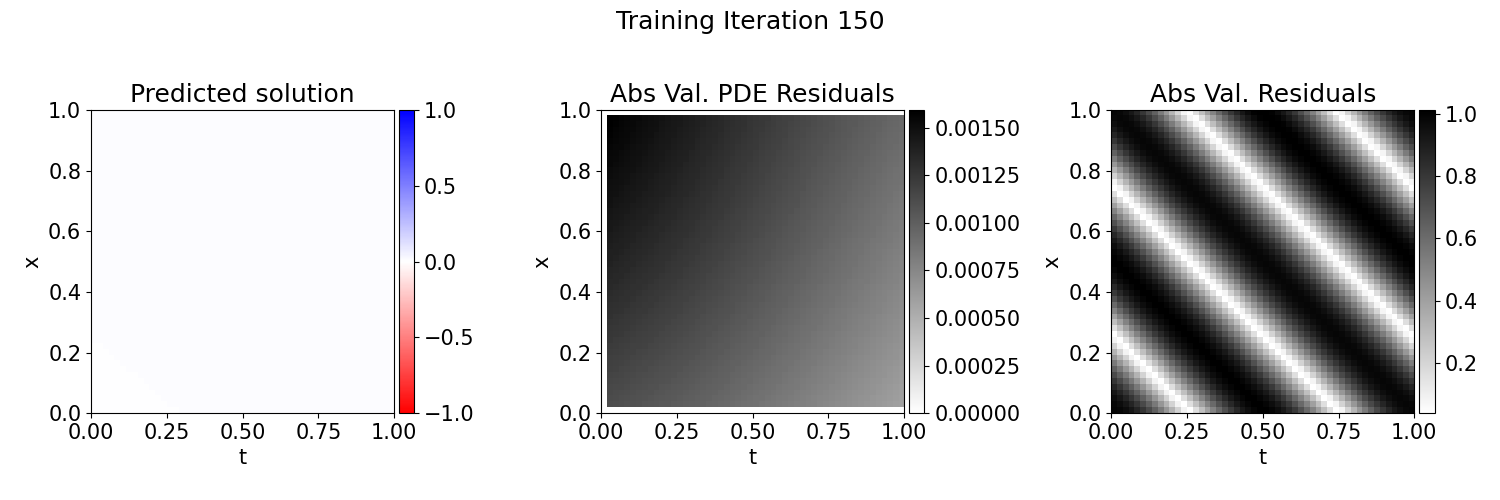 Training Iteration 150
Predicted solution
1.0
0.8
0.6
0.4
0.2
0.0
x
0.00 0.25 0.50 0.75 1.00
t
1.0
0.5
0.0
−0.5
−1.0
Abs Val. PDE Residuals
1.0
0.8
0.6
0.4
0.2
0.0
x
0.00 0.25 0.50 0.75 1.00
t
0.00150
0.00125
0.00100
0.00075
0.00050
0.00025
0.00000
Abs Val. Residuals
1.0
0.8
0.6
0.4
0.2
0.0
x
0.00 0.25 0.50 0.75 1.00
t
1.0
0.8
0.6
0.4
0.2